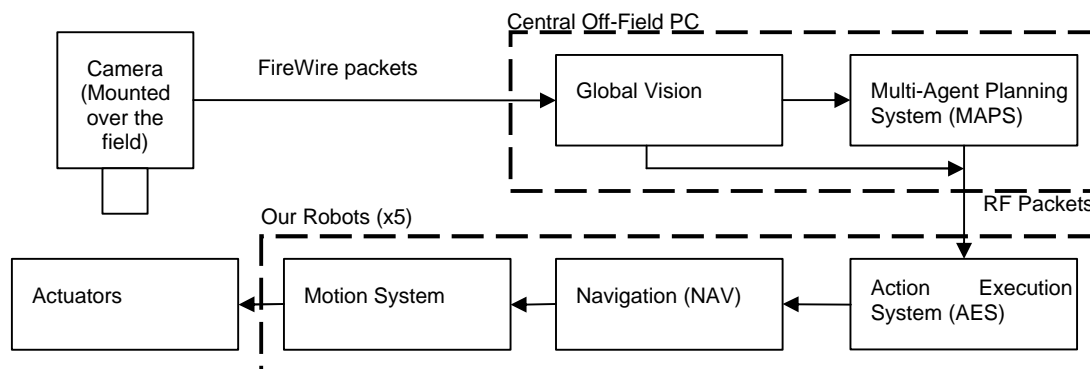 Central Off-Field PC
Camera
(Mounted
over the
field)
FireWire packets
Global Vision
Multi-Agent Planning
System (MAPS)
RF Packets
Our Robots (x5)
Actuators
Motion System
Navigation (NAV)
Action Execution
System (AES)